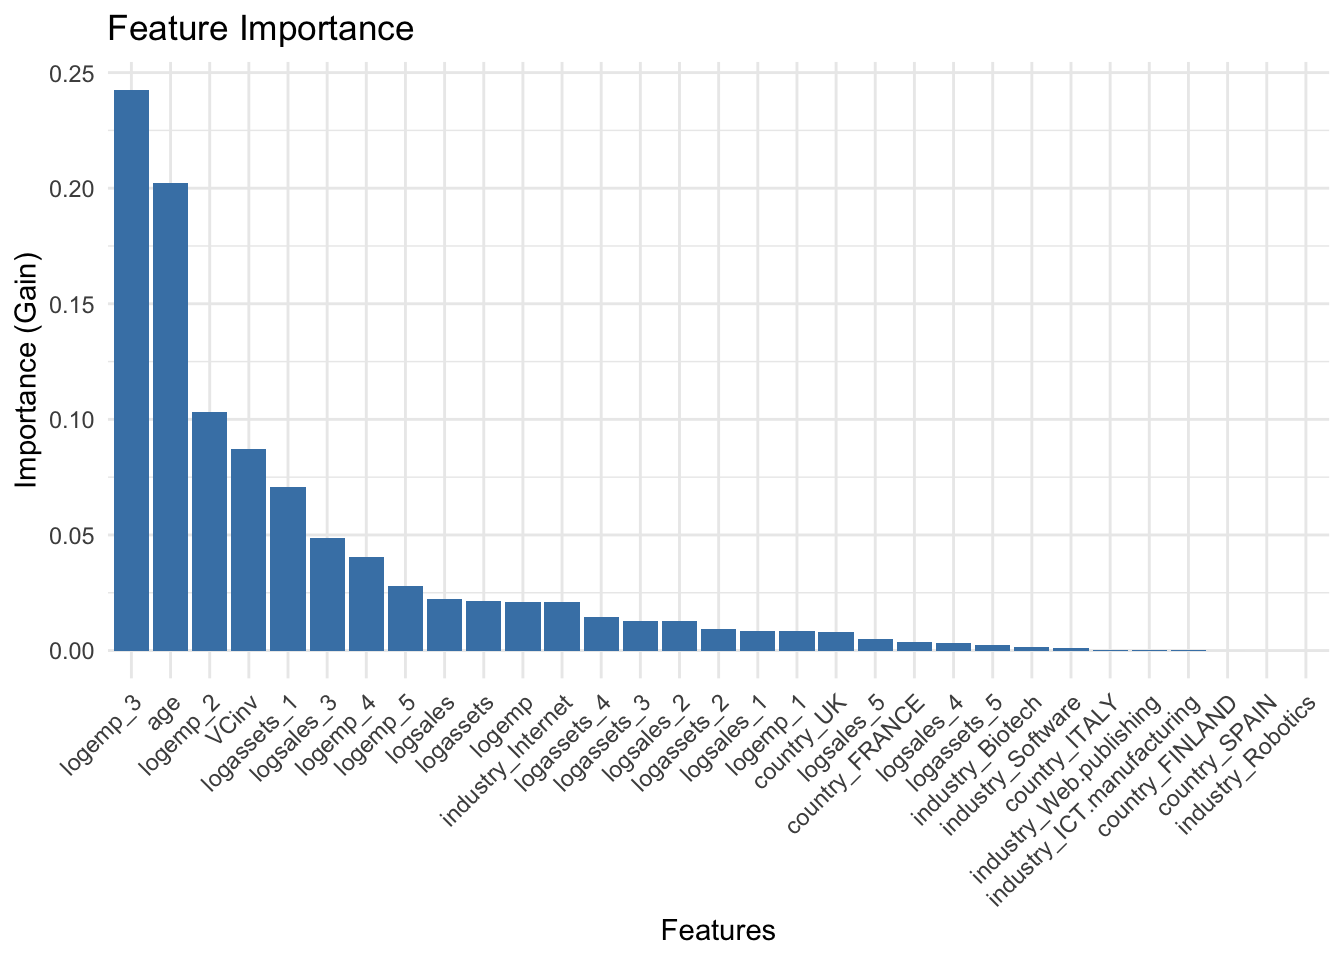 Feature Importance
Importance (Gain)
0.25
0.20
0.15
0.10
0.05
0.00
logemp_3
age
logemp_2
VCinv
logassets_1
logsales_3
logemp_4
logemp_5
logsales
logassets
logemp
industry_Internet
logassets_4
logassets_3
logsales_2
logassets_2
logsales_1
logemp_1
country_UK
logsales_5
country_FRANCE
logsales_4
logassets_5
industry_Biotech
industry_Software
country_ITALY
industry_Web.publishing
industry_ICT.manufacturing
country_FINLAND
country_SPAIN
industry_Robotics
Features